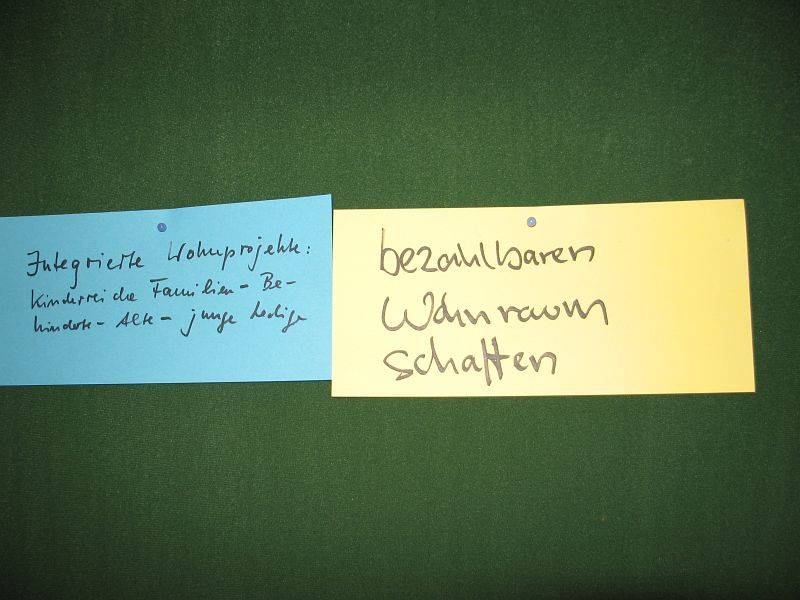 Integrierte Wohnprojekte:
kinderreiche Familien - Be-
hinderte - Alte - junge Ledige
bezahlbaren
Wohnraum
schaffen